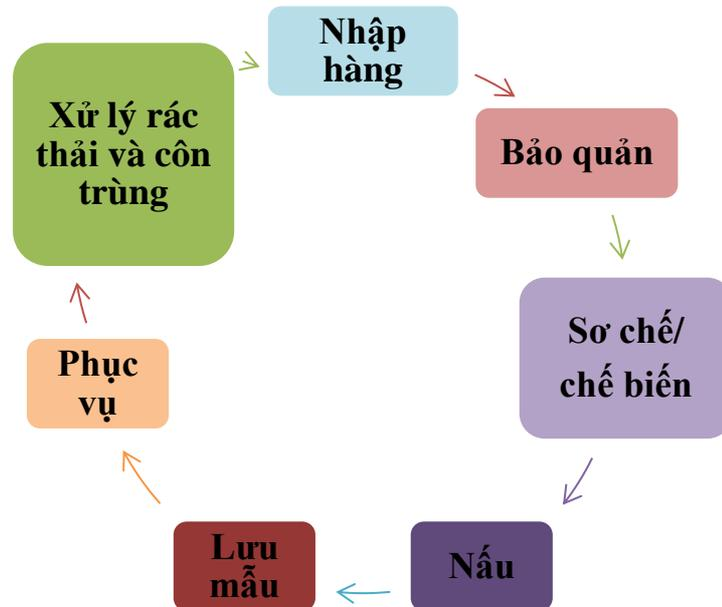 Nhập
hàng
Bảo quản
Sơ chế/
chế biến
Nấu
Lưu
mẫu
Phục
vụ
Xử lý rác
thải và côn
trùng